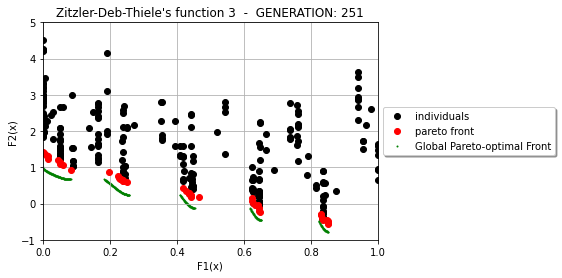 Zitzler-Deb-Thiele's function 3 - GENERATION: 251
5
4
3
2
1
0
−1
F2(x)
0.0 0.2 0.4 0.6 0.8 1.0
F1(x)
individuals
pareto front
Global Pareto-optimal Front